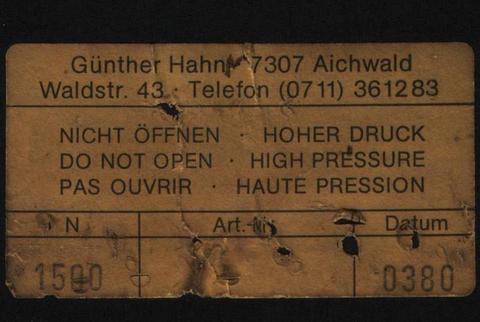 Günther Hahn · 7307 Aichwald
Waldstr. 43 · Telefon (0711) 361283
NICHT ÖFFNEN · HOHER DRUCK
DO NOT OPEN · HIGH PRESSURE
PAS OUVRIR · HAUTE PRESSION
N Art.-Nr. Datum
1500 0380